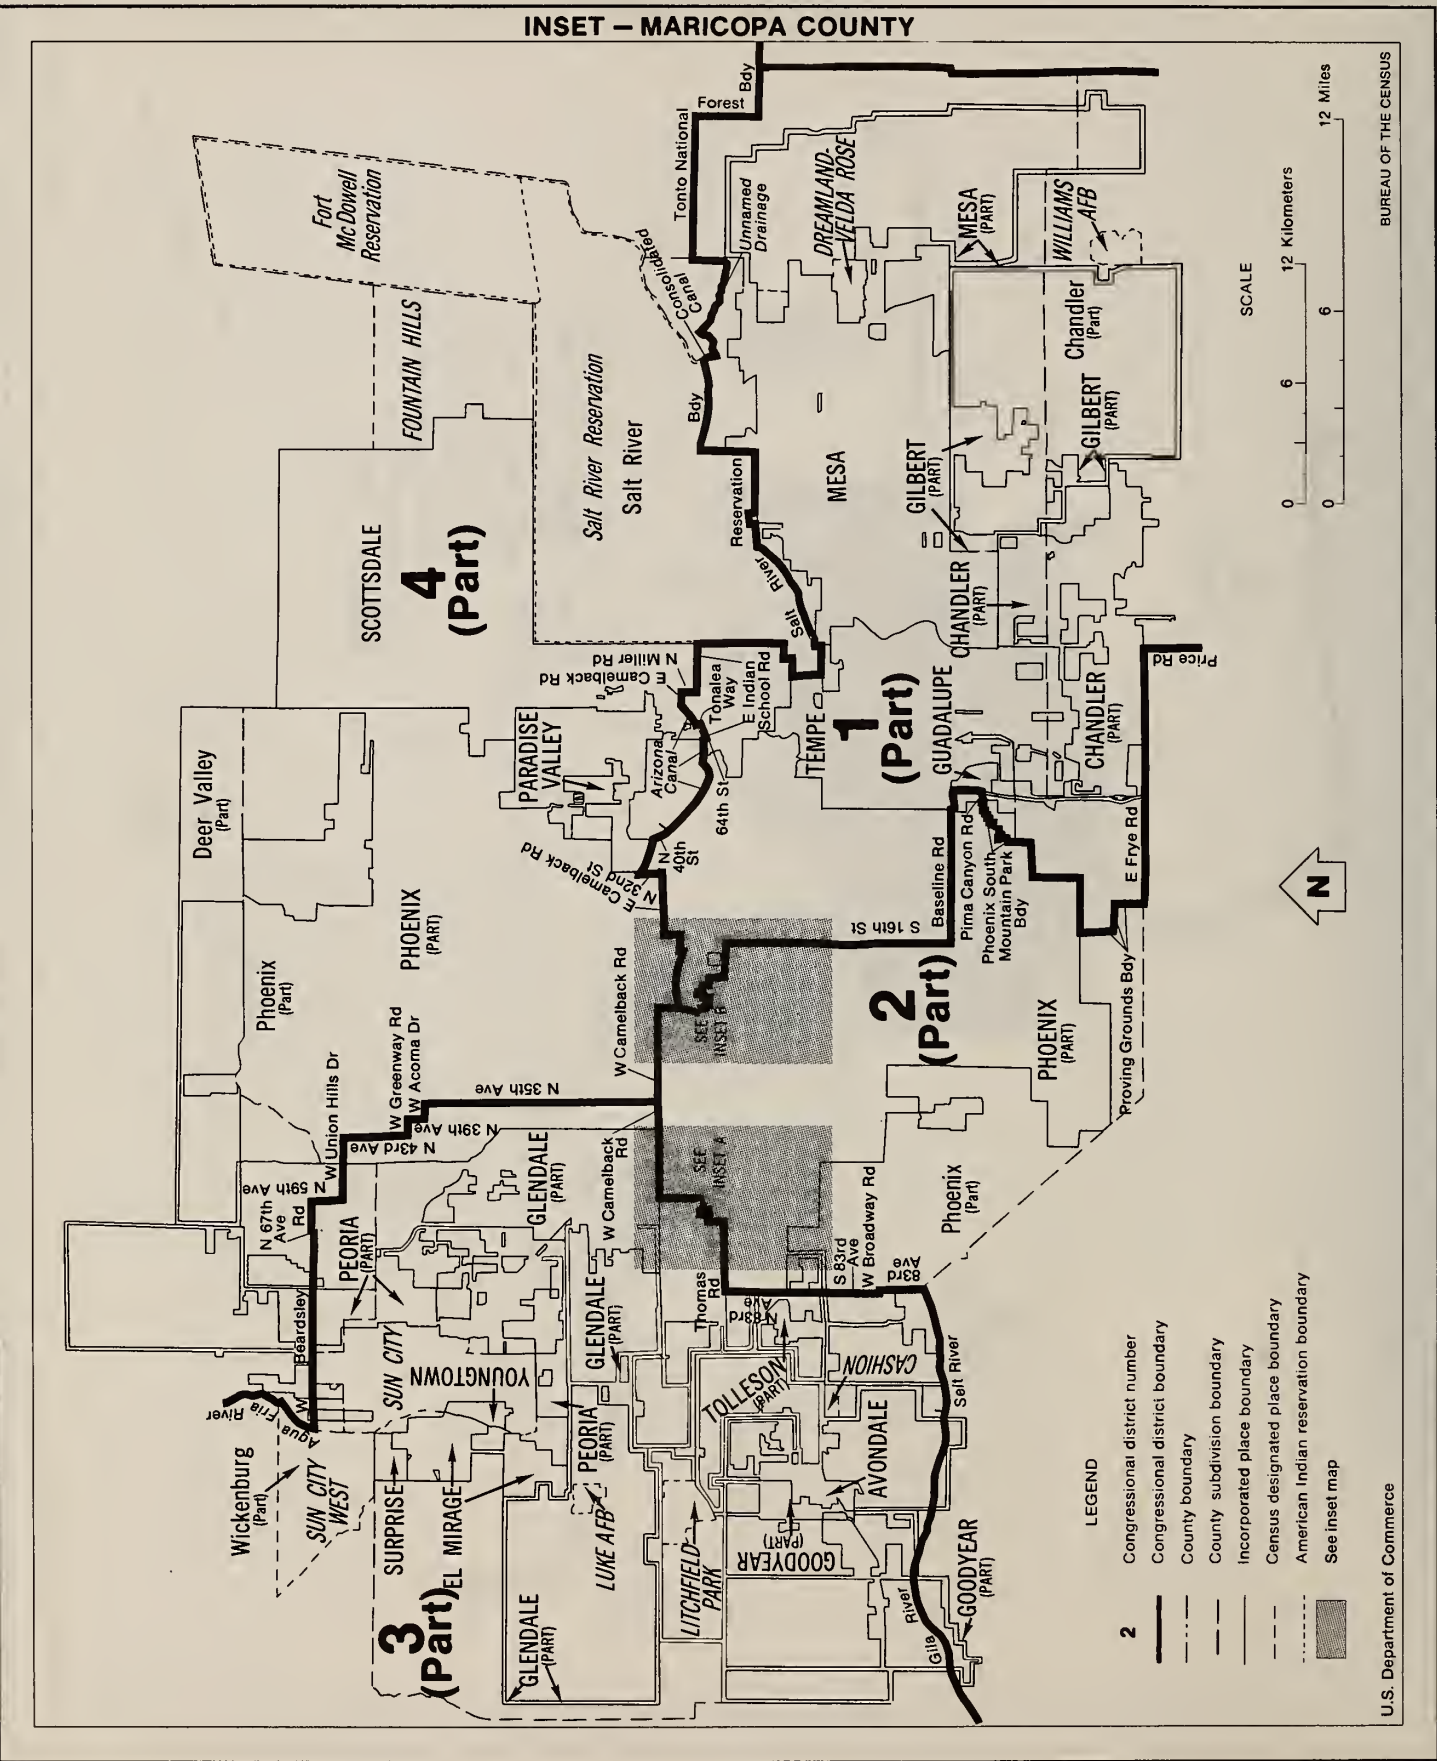 INSET — MARICOPA COUNTY
Fort
McDowell
Reservation
FOUNTAIN HILLS
Salt River Reservation
Salt River
SCOTTSDALE
4
(Part)
Tonto National
Forest
Bdy
Consolidated
Canal
Unnamed
Drainage
Bdy
Reservation
River
Salt
DREAMLAND-
VELDA ROSE
MESA
(PART)
WILLIAMS
AFB
Chandler
(Part)
GILBERT
(PART)
MESA
GILBERT
(PART)
CHANDLER
(PART)
GUADALUPE
CHANDLER
(PART)
Price Rd
TEMPE
1
(Part)
N Miller Rd
E Camelback Rd
Tonalea
Way
E Indian
School Rd
Arizona
Canal
64th St
PARADISE
VALLEY
N
40th
St
N 32nd St
E Camelback Rd
Deer Valley
(Part)
PHOENIX
(PART)
Phoenix
(Part)
Baseline Rd
Pima Canyon Rd
Phoenix South
Mountain Park
Bdy
E Frye Rd
S 16th St
2
(Part)
PHOENIX
(PART)
Proving Grounds Bdy
W Camelback Rd
SEE
INSET B
SEE
INSET A
N 35th Ave
W Greenway Rd
W Acoma Dr
N 39th Ave
N 43rd Ave
W Union Hills Dr
N 59th Ave
N 67th
Ave
Rd
Beardsley
W
PEORIA
(PART)
GLENDALE
(PART)
W Camelback
Rd
Thomas
Rd
N 83rd
Ave
S 83rd
Ave
W Broadway Rd
83rd
Ave
Phoenix
(Part)
River
Agua Fria
Wickenburg
(Part)
SUN CITY
WEST
SUN CITY
YOUNGTOWN
SURPRISE
EL MIRAGE
3
(Part)
GLENDALE
(PART)
PEORIA
(PART)
GLENDALE
(PART)
LUKE AFB
LITCHFIELD
PARK
TOLLESON
(PART)
CASHION
AVONDALE
GOODYEAR
(PART)
GOODYEAR
(PART)
Salt River
River
Gila
N
SCALE
0 6 12 Kilometers
0 6 12 Miles
LEGEND
2 Congressional district number
Congressional district boundary
County boundary
County subdivision boundary
Incorporated place boundary
Census designated place boundary
American Indian reservation boundary
See inset map
U.S. Department of Commerce
BUREAU OF THE CENSUS